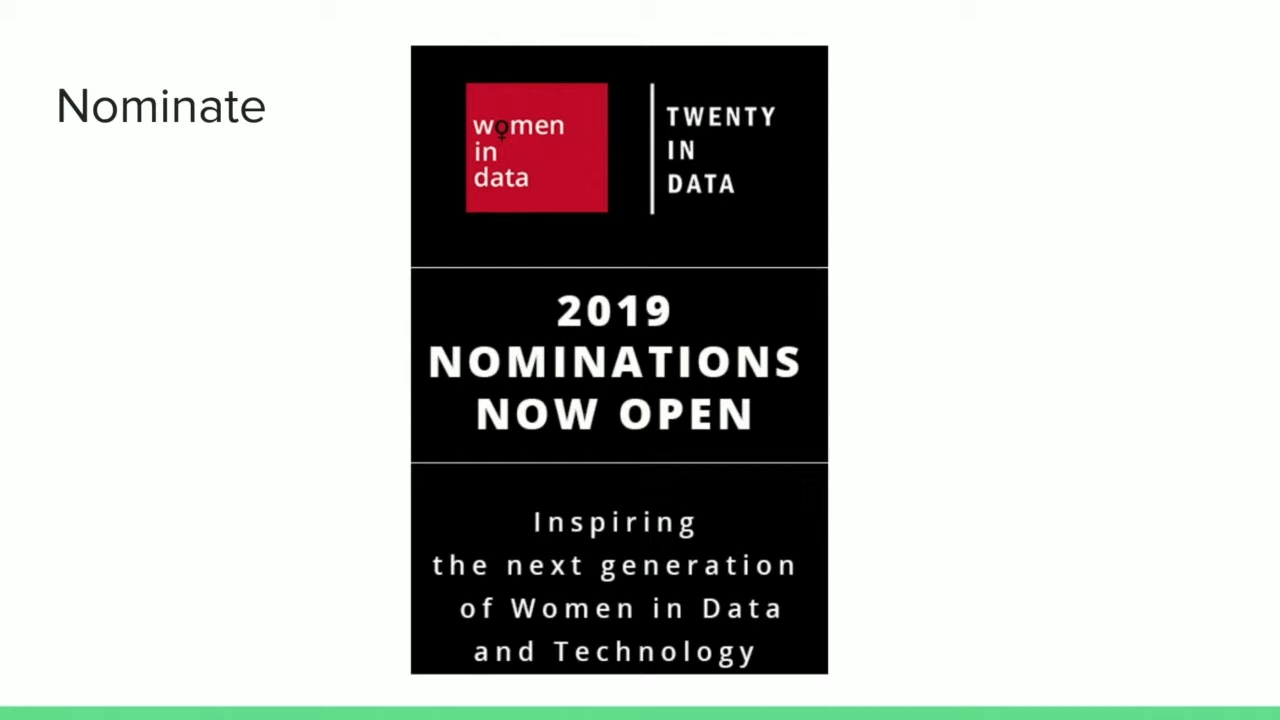 Nominate
women
in
data
TWENTY
IN
DATA
2019
NOMINATIONS
NOW OPEN
Inspiring
the next generation
of Women in Data
and Technology